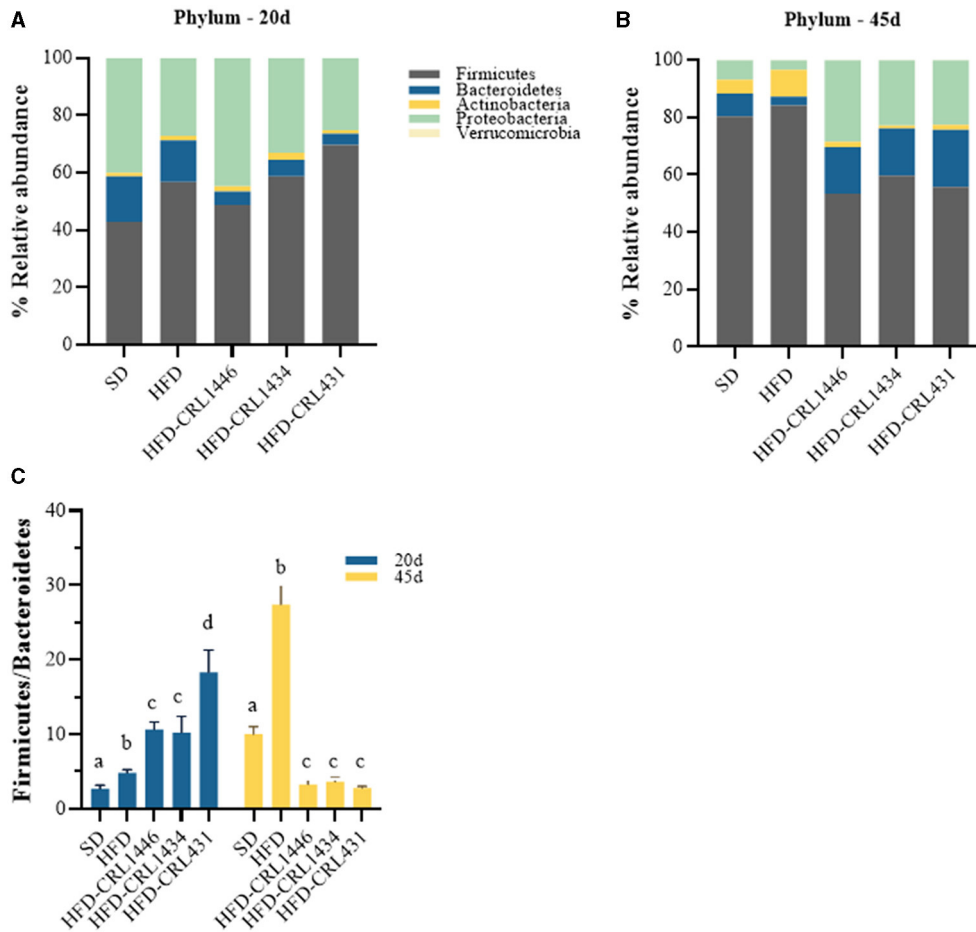 A
Phylum - 20d
% Relative abundance
100
80
60
40
20
0
SD
HFD
HFD-CRL1446
HFD-CRL1434
HFD-CRL431
Firmicutes
Bacteroidetes
Actinobacteria
Proteobacteria
Verrucomicrobia
B
Phylum - 45d
% Relative abundance
100
80
60
40
20
0
SD
HFD
HFD-CRL1446
HFD-CRL1434
HFD-CRL431
C
Firmicutes/Bacteroidetes
40
30
20
10
0
a
b
c
c
d
a
b
c
c
c
20d
45d
SD
HFD
HFD-CRL1446
HFD-CRL1434
HFD-CRL431
SD
HFD
HFD-CRL1446
HFD-CRL1434
HFD-CRL431